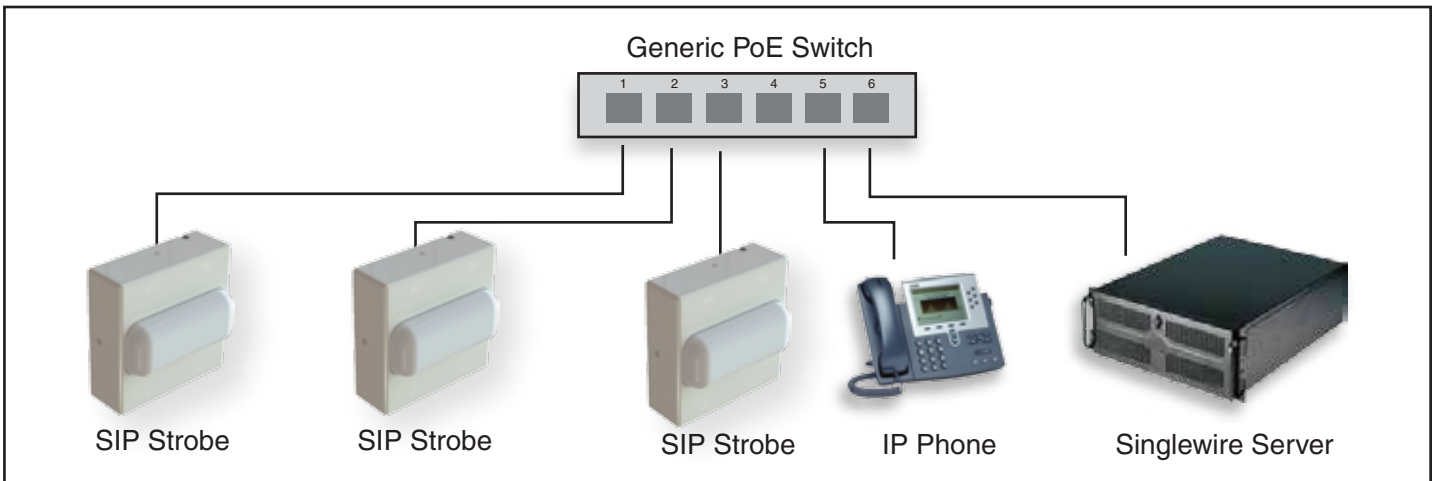 Generic PoE Switch
1 2 3 4 5 6
SIP Strobe SIP Strobe SIP Strobe IP Phone Singlewire Server